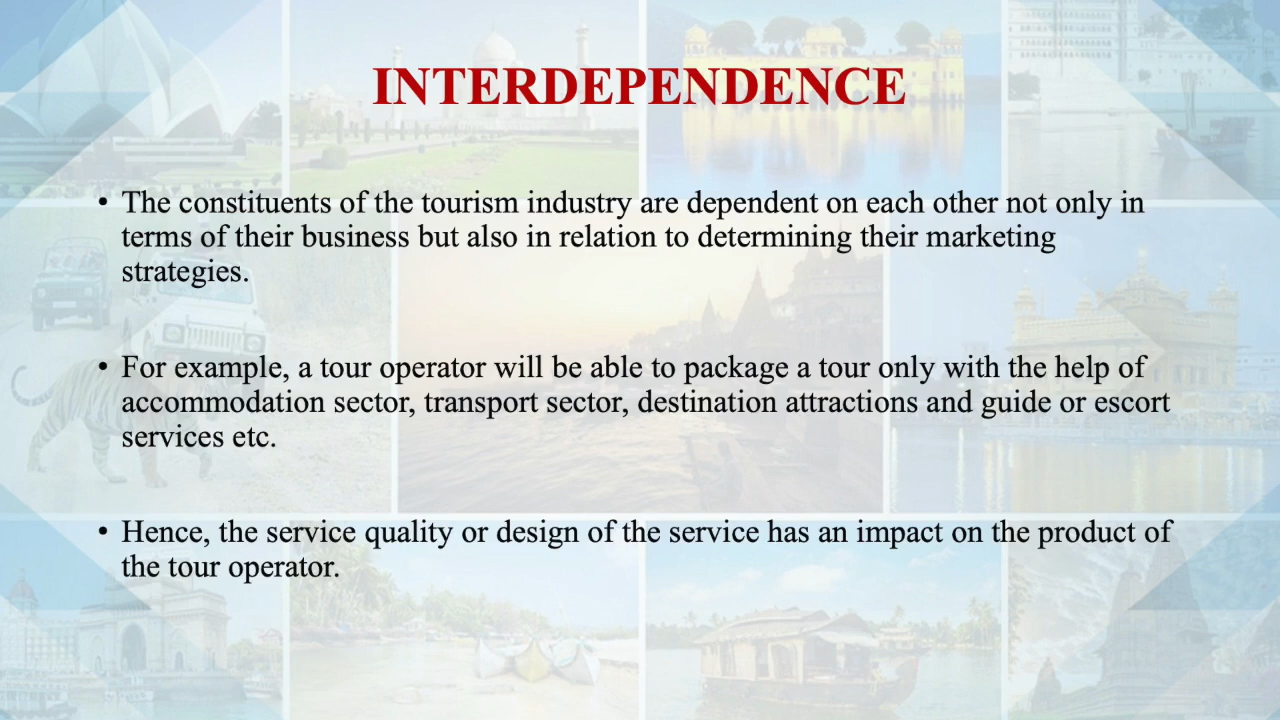 INTERDEPENDENCE
• The constituents of the tourism industry are dependent on each other not only in
terms of their business but also in relation to determining their marketing
strategies.
• For example, a tour operator will be able to package a tour only with the help of
accommodation sector, transport sector, destination attractions and guide or escort
services etc.
• Hence, the service quality or design of the service has an impact on the product of
the tour operator.